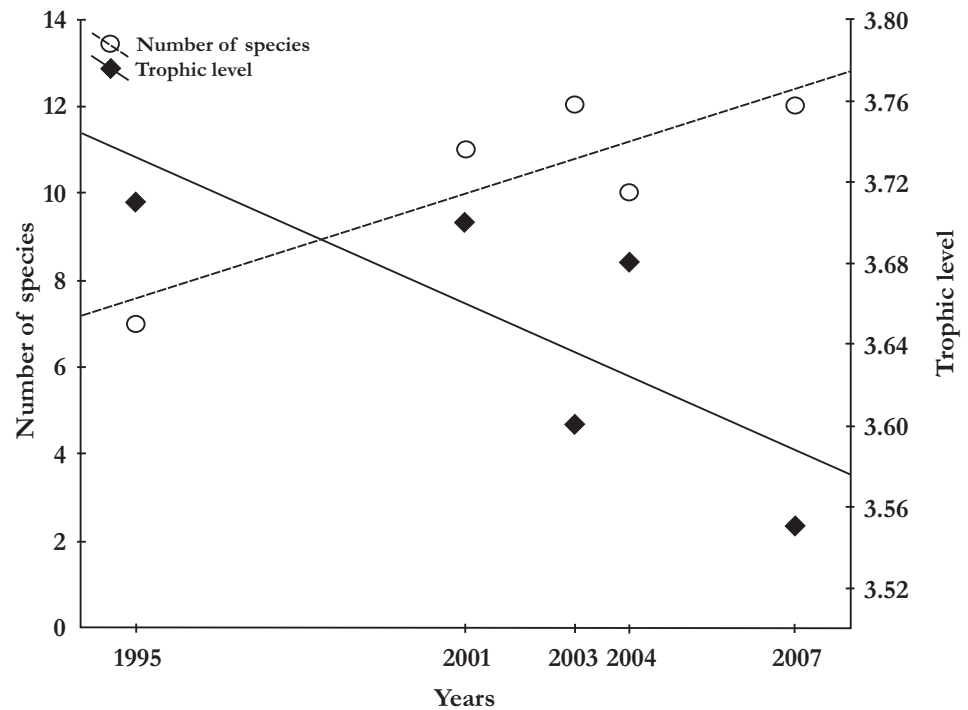 Number of species
Trophic level
14
12
10
8
6
4
2
0
Number of species
3.80
3.76
3.72
3.68
3.64
3.60
3.56
3.52
Trophic level
1995 2001 2003 2004 2007
Years